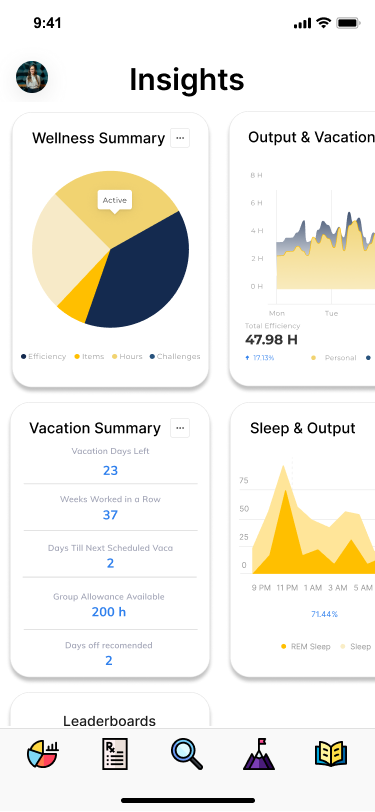 9:41
Insights
Wellness Summary
...
Active
Efficiency Items Hours Challenges
Output & Vacation
8 H
6 H
4 H
2 H
0 H
Mon Tue
Total Efficiency
47.98 H
17.13%
Personal
Vacation Summary
...
Vacation Days Left
23
Weeks Worked in a Row
37
Days Till Next Scheduled Vaca
2
Group Allowance Available
200 h
Days off recomended
2
Sleep & Output
75
50
25
0
9 PM 11 PM 1 AM 3 AM 5 AM
71.44%
REM Sleep Sleep
Leaderboards
Rx